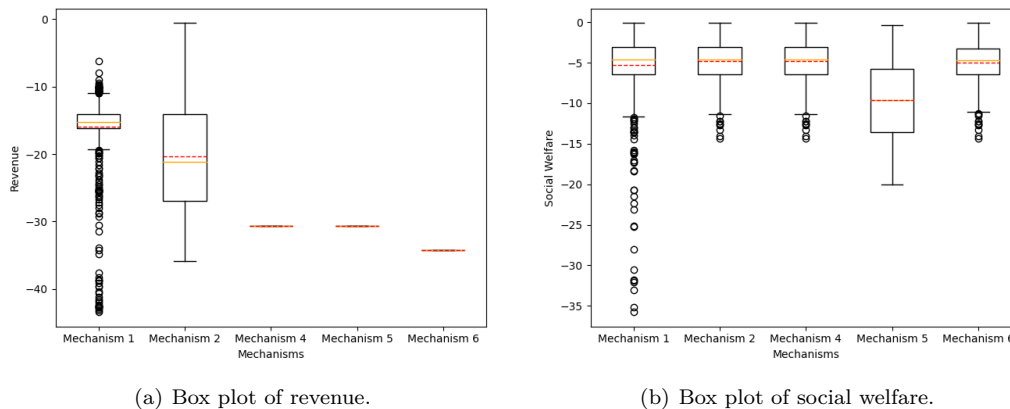 0
−10
−20
−30
−40
Revenue
Mechanism 1 Mechanism 2 Mechanism 4 Mechanism 5 Mechanism 6
Mechanisms
(a) Box plot of revenue.
0
−5
−10
−15
−20
−25
−30
−35
Social Welfare
Mechanism 1 Mechanism 2 Mechanism 4 Mechanism 5 Mechanism 6
Mechanisms
(b) Box plot of social welfare.